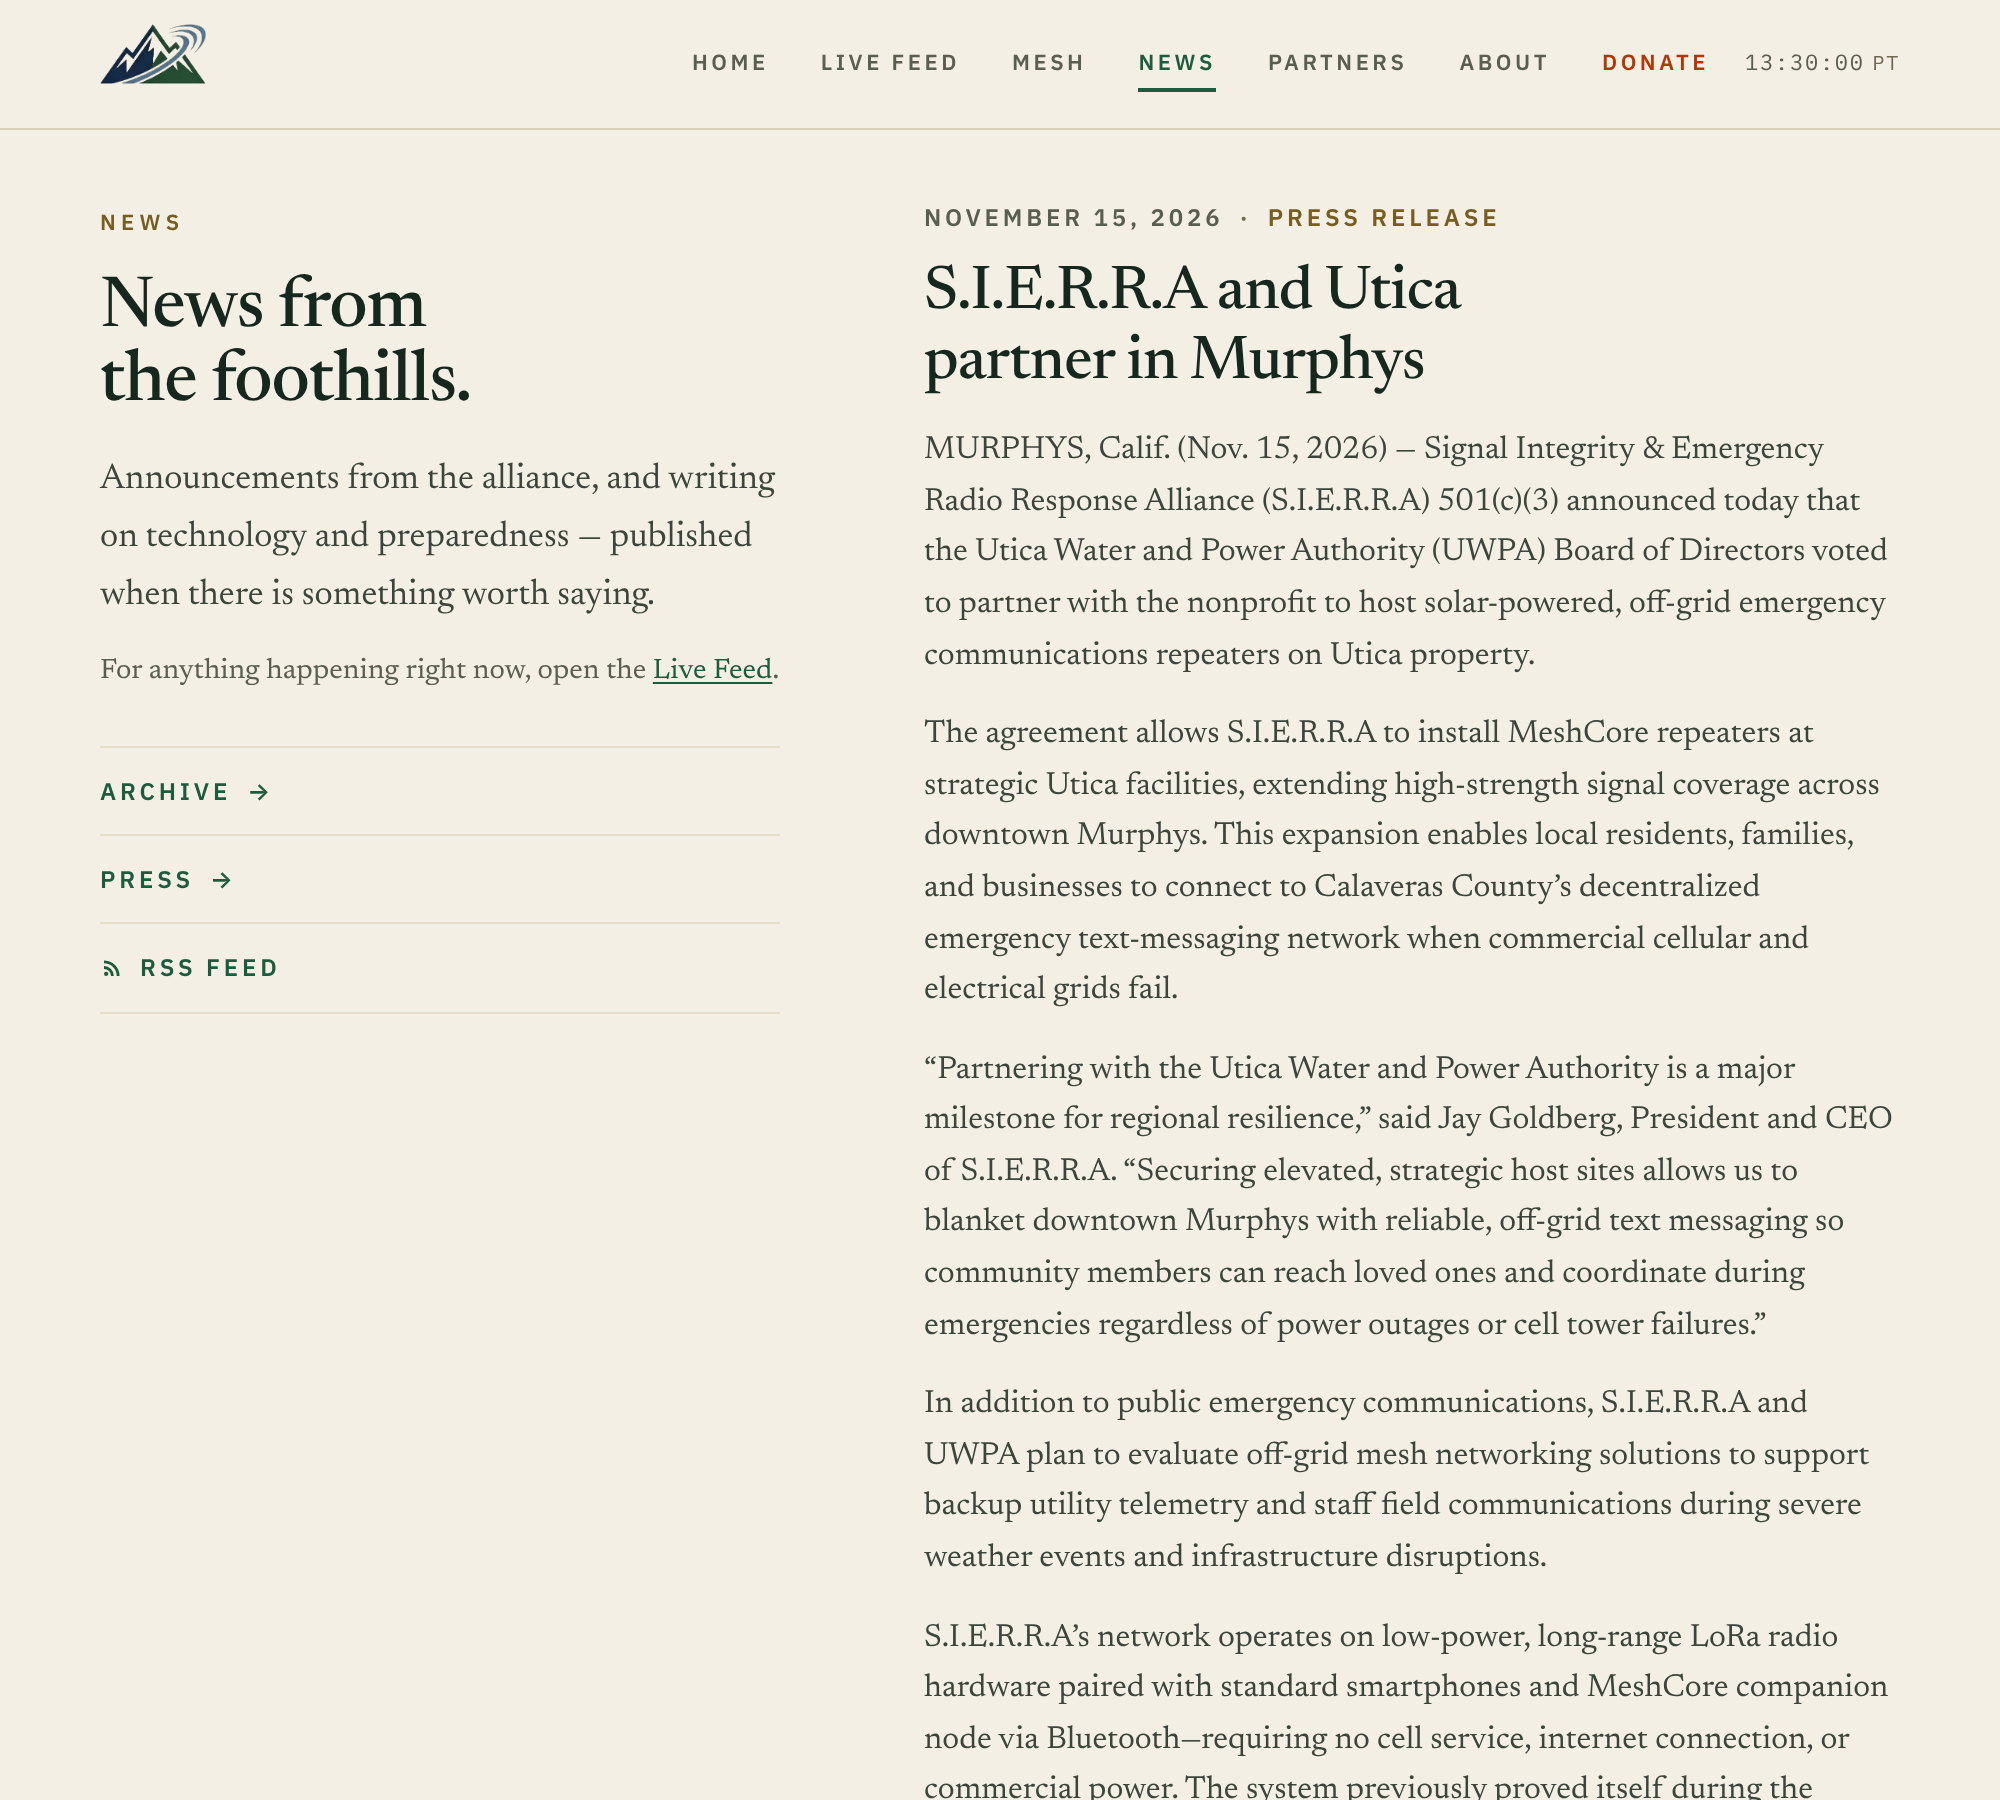 HOME LIVE FEED MESH NEWS PARTNERS ABOUT DONATE 13:30:00 PT
NEWS
News from
the foothills.
Announcements from the alliance, and writing
on technology and preparedness — published
when there is something worth saying.
For anything happening right now, open the Live Feed.
ARCHIVE →
PRESS →
RSS FEED
NOVEMBER 15, 2026 · PRESS RELEASE
S.I.E.R.R.A and Utica
partner in Murphys
MURPHYS, Calif. (Nov. 15, 2026) — Signal Integrity & Emergency
Radio Response Alliance (S.I.E.R.R.A) 501(c)(3) announced today that
the Utica Water and Power Authority (UWPA) Board of Directors voted
to partner with the nonprofit to host solar-powered, off-grid emergency
communications repeaters on Utica property.
The agreement allows S.I.E.R.R.A to install MeshCore repeaters at
strategic Utica facilities, extending high-strength signal coverage across
downtown Murphys. This expansion enables local residents, families,
and businesses to connect to Calaveras County’s decentralized
emergency text-messaging network when commercial cellular and
electrical grids fail.
“Partnering with the Utica Water and Power Authority is a major
milestone for regional resilience,” said Jay Goldberg, President and CEO
of S.I.E.R.R.A. “Securing elevated, strategic host sites allows us to
blanket downtown Murphys with reliable, off-grid text messaging so
community members can reach loved ones and coordinate during
emergencies regardless of power outages or cell tower failures.”
In addition to public emergency communications, S.I.E.R.R.A and
UWPA plan to evaluate off-grid mesh networking solutions to support
backup utility telemetry and staff field communications during severe
weather events and infrastructure disruptions.
S.I.E.R.R.A’s network operates on low-power, long-range LoRa radio
hardware paired with standard smartphones and MeshCore companion
node via Bluetooth—requiring no cell service, internet connection, or
commercial power. The system previously proved itself during the